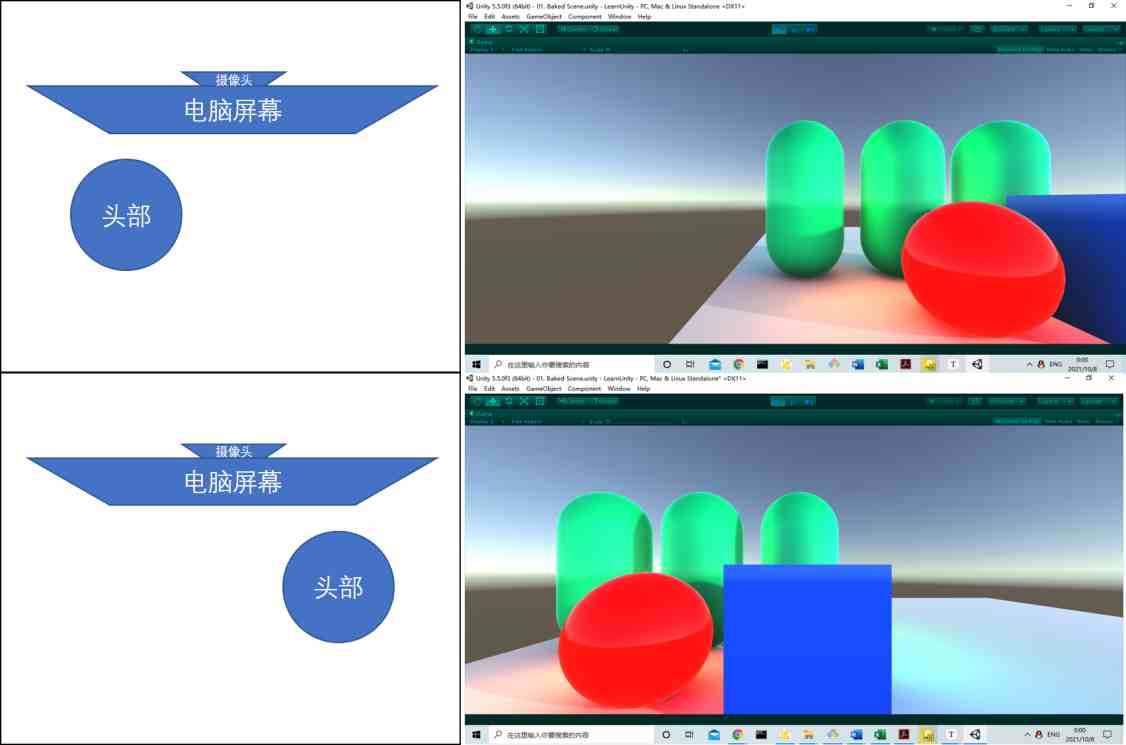 摄像头
电脑屏幕
头部
Unity 5.5.0f3 (64bit) - 01. Baked Scene.unity - LearnUnity - PC, Mac & Linux Standalone <DX11>
File Edit Assets GameObject Component Window Help
在这里输入你要搜索的内容
ENG
0:00
2021/10/8
摄像头
电脑屏幕
头部
Unity 5.5.0f3 (64bit) - 01. Baked Scene.unity - LearnUnity - PC, Mac & Linux Standalone* <DX11>
File Edit Assets GameObject Component Window Help
在这里输入你要搜索的内容
ENG
0:00
2021/10/8